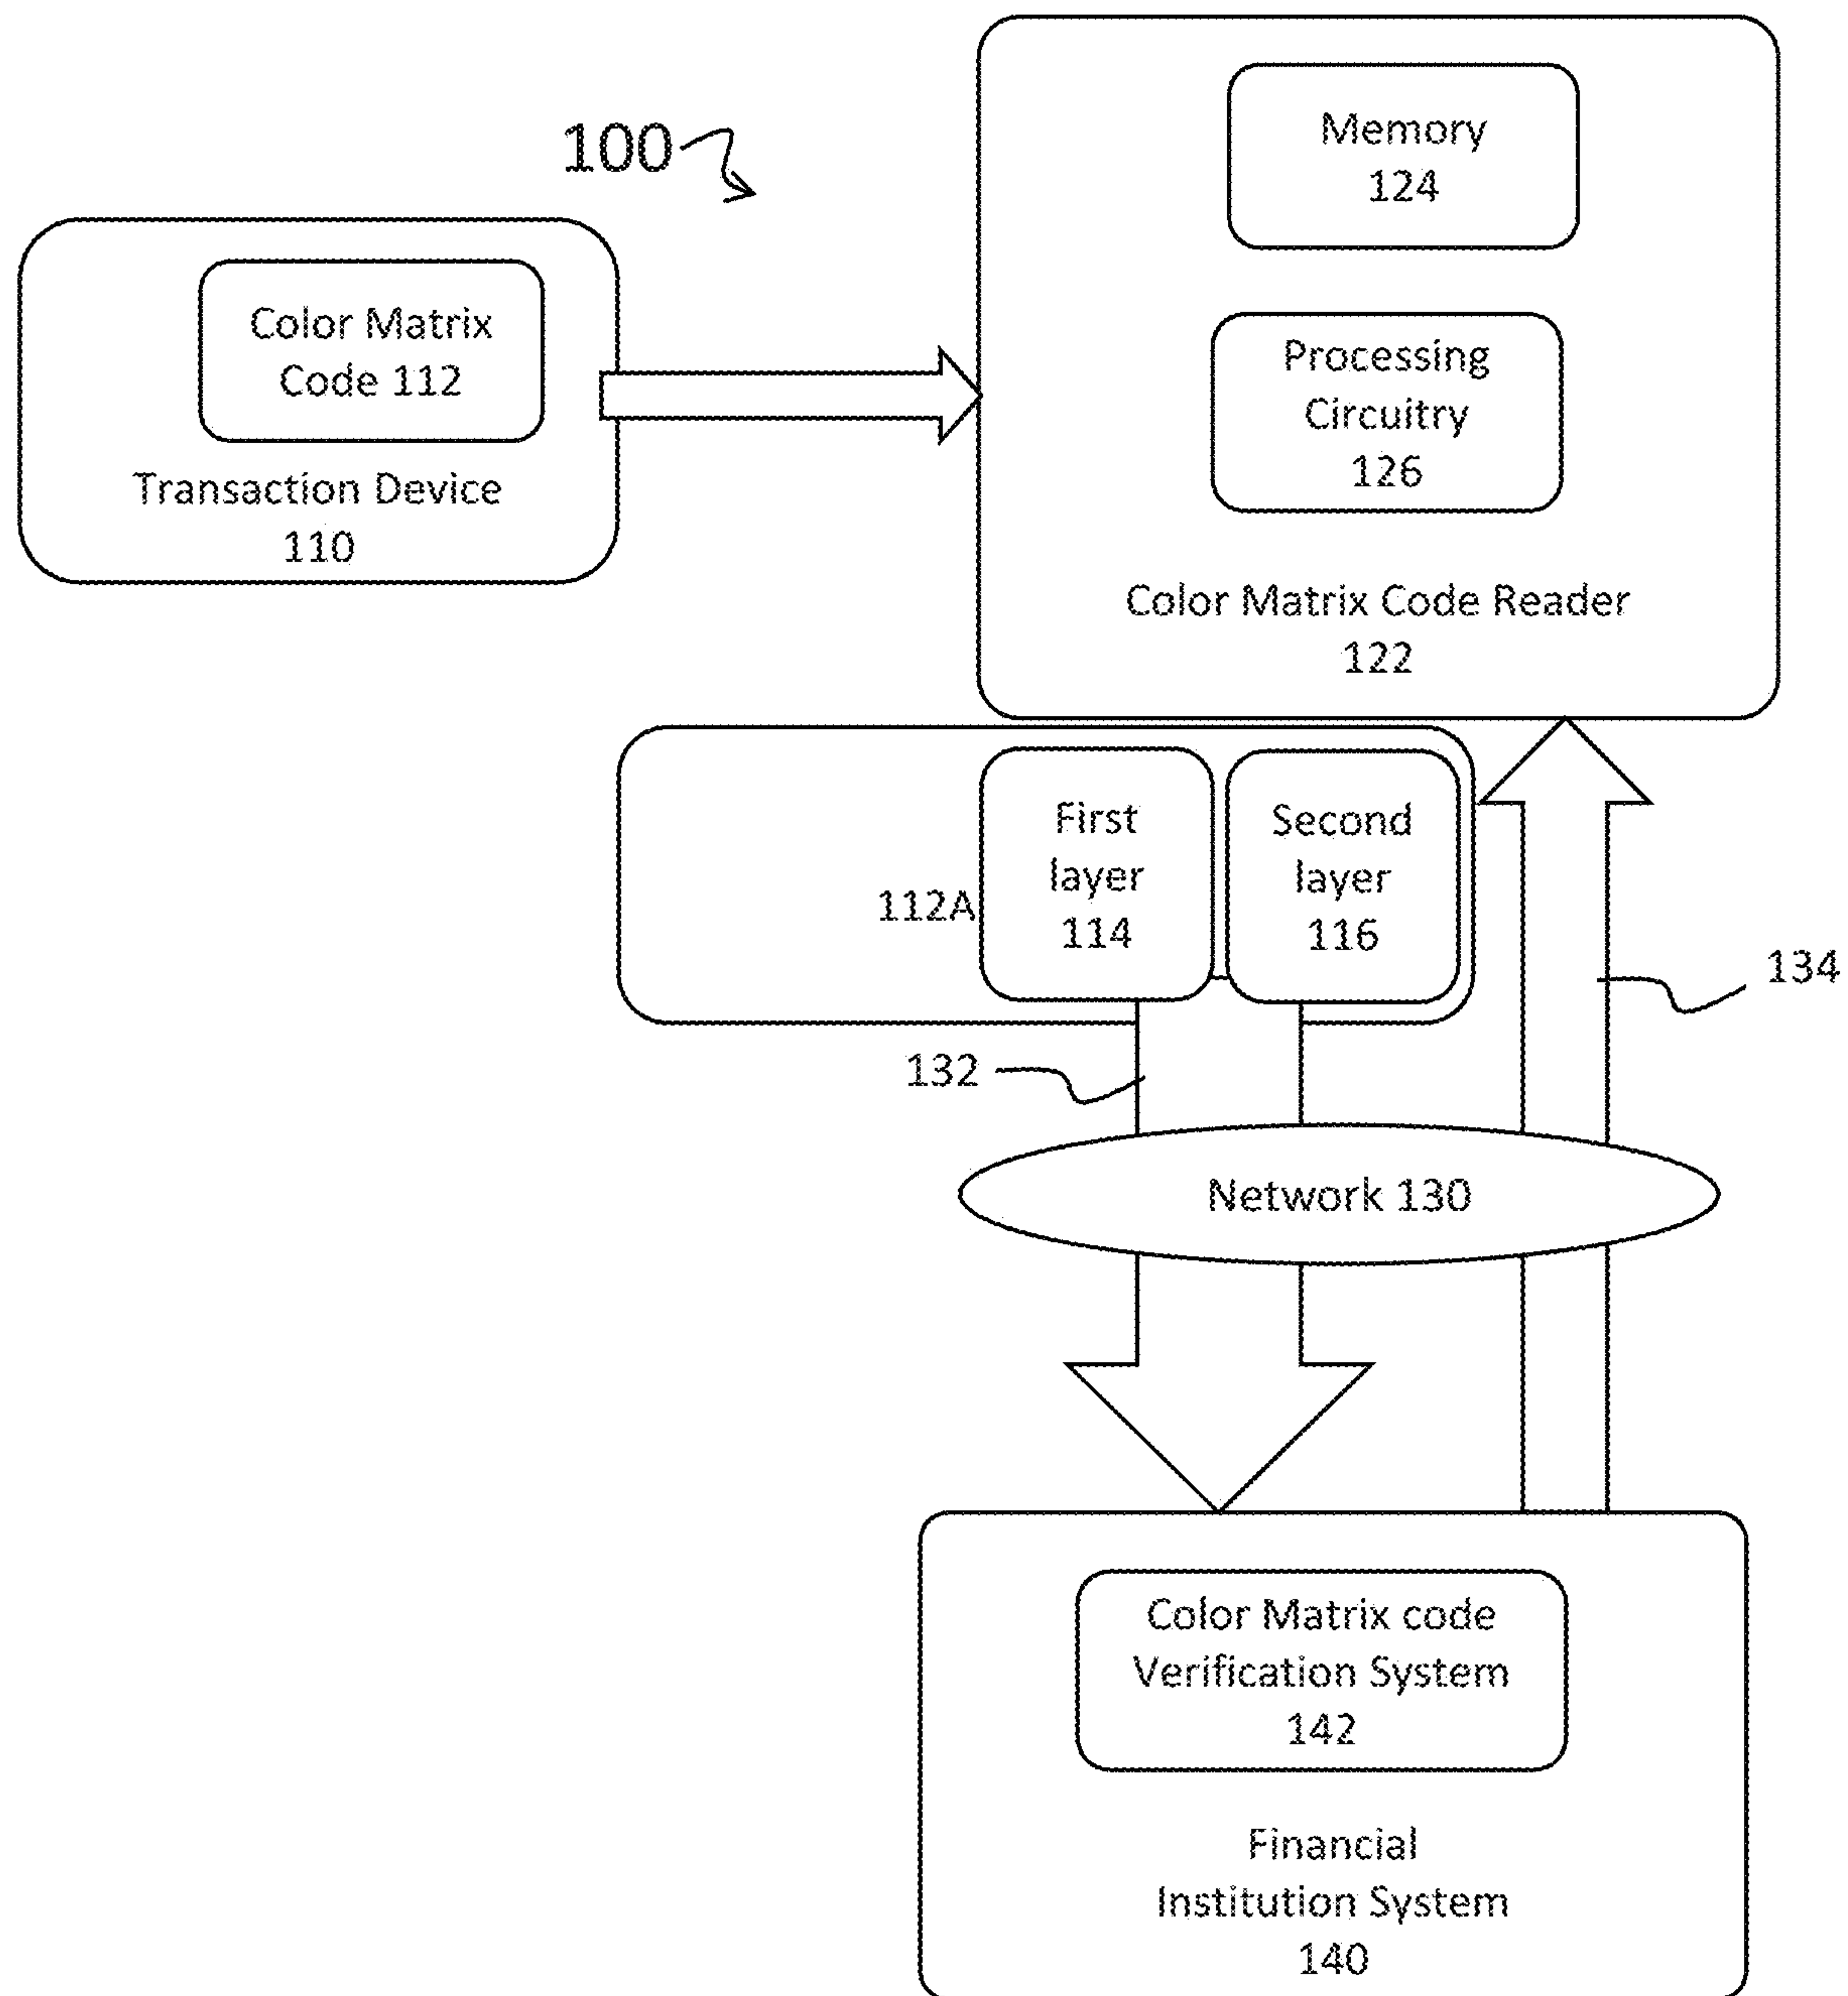 100
Memory
124
Color Matrix
Code 112
Transaction Device
110
Processing
Circuitry
126
Color Matrix Code Reader
122
112A
First
layer
114
Second
layer
116
134
132
Network 130
Color Matrix code
Verification System
142
Financial
Institution System
140